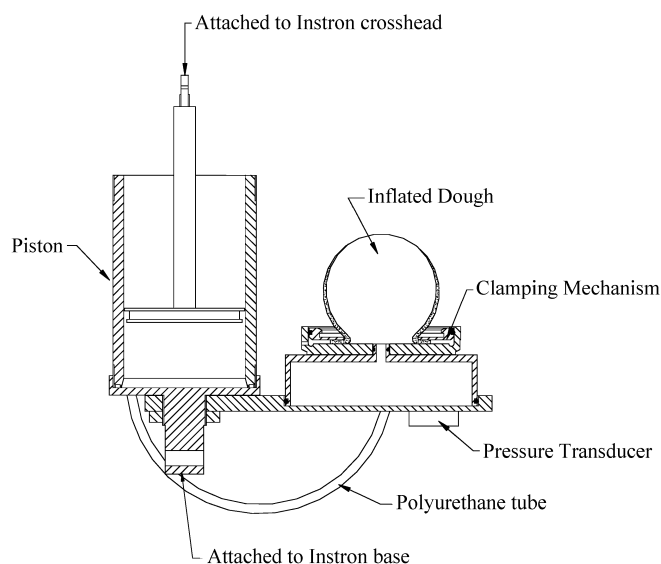 Attached to Instron crosshead
Inflated Dough
Piston
Clamping Mechanism
Pressure Transducer
Polyurethane tube
Attached to Instron base